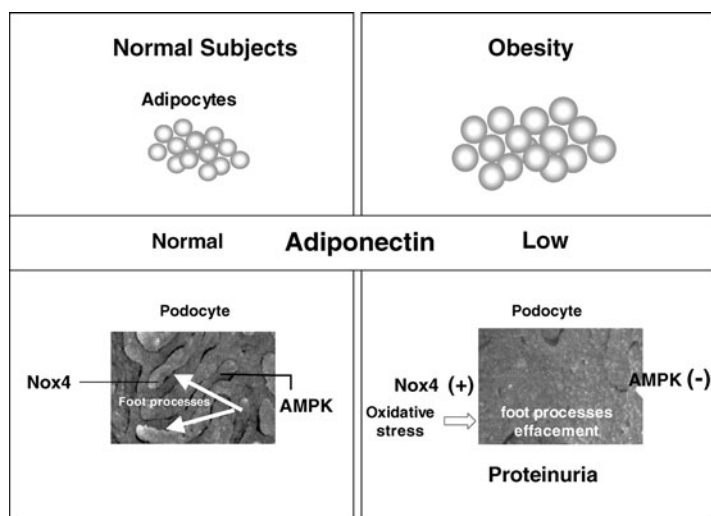 Normal Subjects
Adipocytes
Obesity
Normal
Adiponectin
Low
Podocyte
Nox4
Foot processes
AMPK
Podocyte
Nox4 (+)
AMPK (-)
Oxidative
stress
foot processes
effacement
Proteinuria